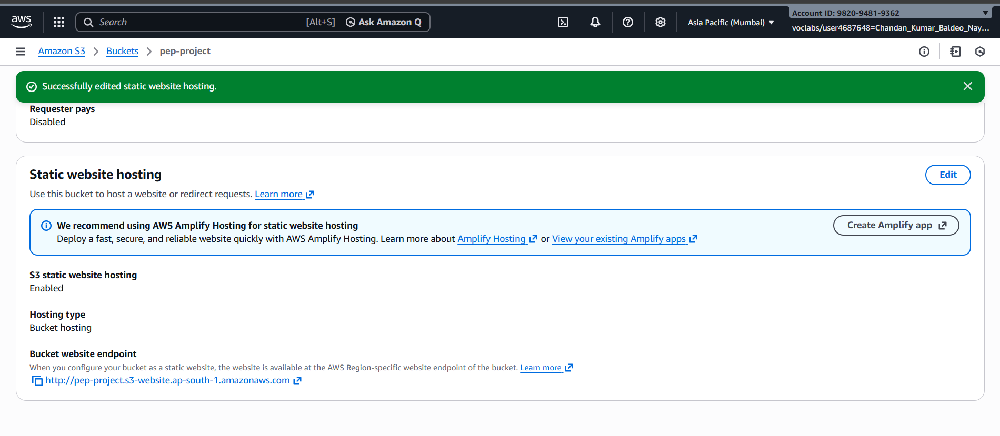 aws
Search [Alt+S] Ask Amazon Q
Asia Pacific (Mumbai)
Account ID: 9820-9481-9362
voclabs/user4687648=Chandan_Kumar_Baldeo_Nay...
Amazon S3 Buckets pep-project
Successfully edited static website hosting.
Requester pays
Disabled
Static website hosting
Edit
Use this bucket to host a website or redirect requests. Learn more
We recommend using AWS Amplify Hosting for static website hosting
Create Amplify app
Deploy a fast, secure, and reliable website quickly with AWS Amplify Hosting. Learn more about Amplify Hosting or View your existing Amplify apps
S3 static website hosting
Enabled
Hosting type
Bucket hosting
Bucket website endpoint
When you configure your bucket as a static website, the website is available at the AWS Region-specific website endpoint of the bucket. Learn more
http://pep-project.s3-website.ap-south-1.amazonaws.com